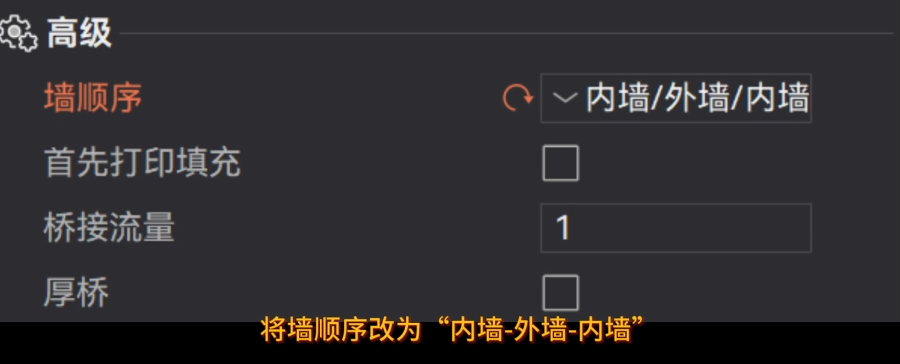 高级
墙顺序 内墙/外墙/内墙
首先打印填充
桥接流量 1
厚桥
将墙顺序改为“内墙-外墙-内墙”